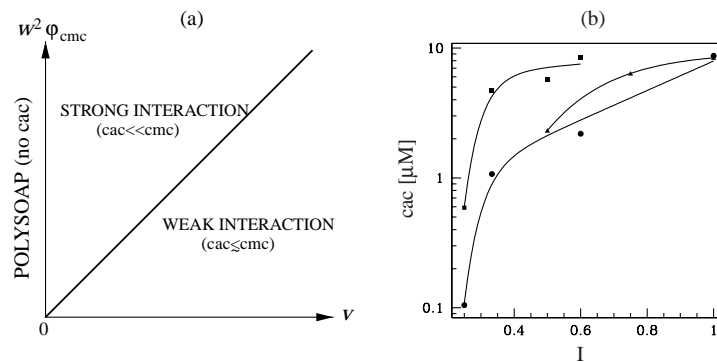 (a)
w² φcmc
POLYSOAP (no cac)
STRONG INTERACTION
(cac<<cmc)
WEAK INTERACTION
(cac≲cmc)
0
v
(b)
10
1
0.1
cac [μM]
0.4 0.6 0.8 1
I